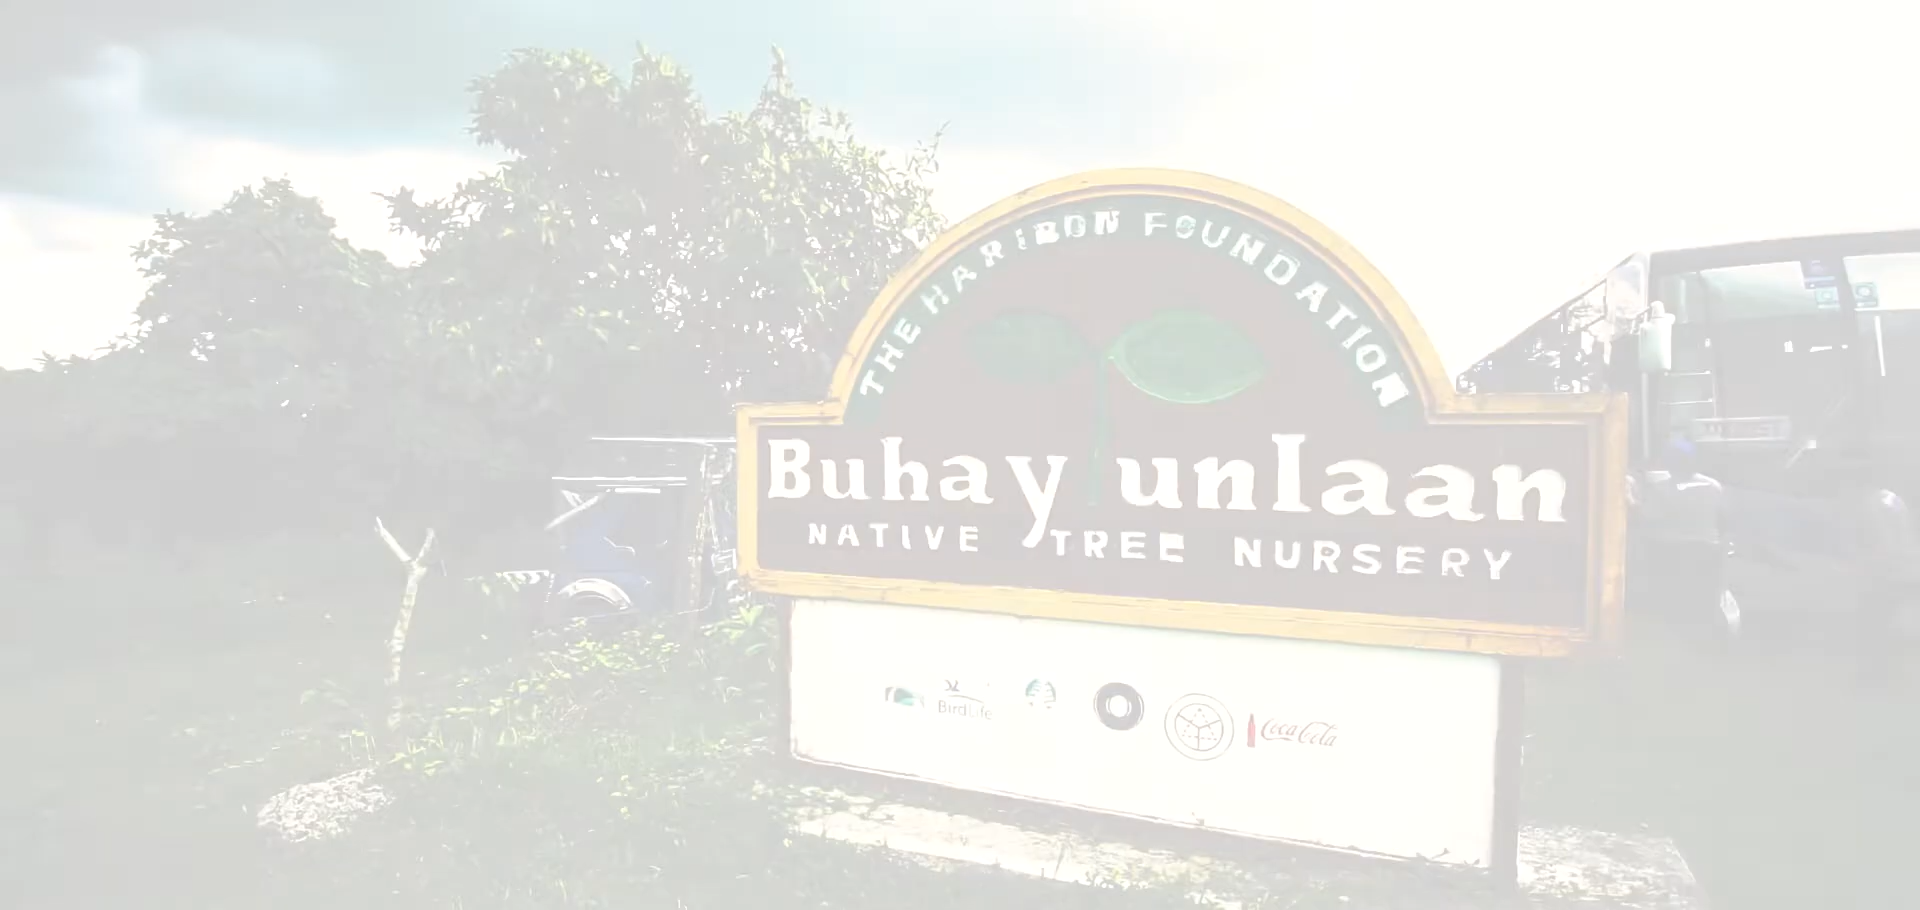 THE HARIBON FOUNDATION
Buhay unlaan
NATIVE TREE NURSERY
BirdLife
Coca-Cola